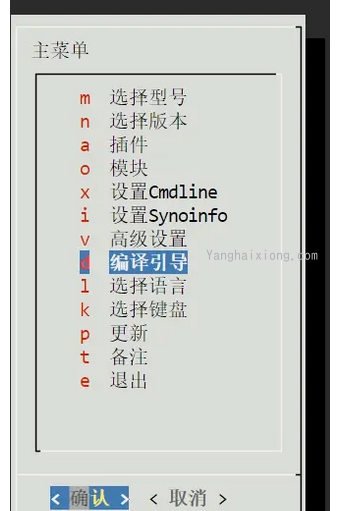 主菜单
m 选择型号
n 选择版本
a 插件
o 模块
x 设置Cmdline
i 设置Synoinfo
v 高级设置
d 编译引导
Yanghaixiong.com
l 选择语言
k 选择键盘
p 更新
t 备注
e 退出
< 确认 > < 取消 >